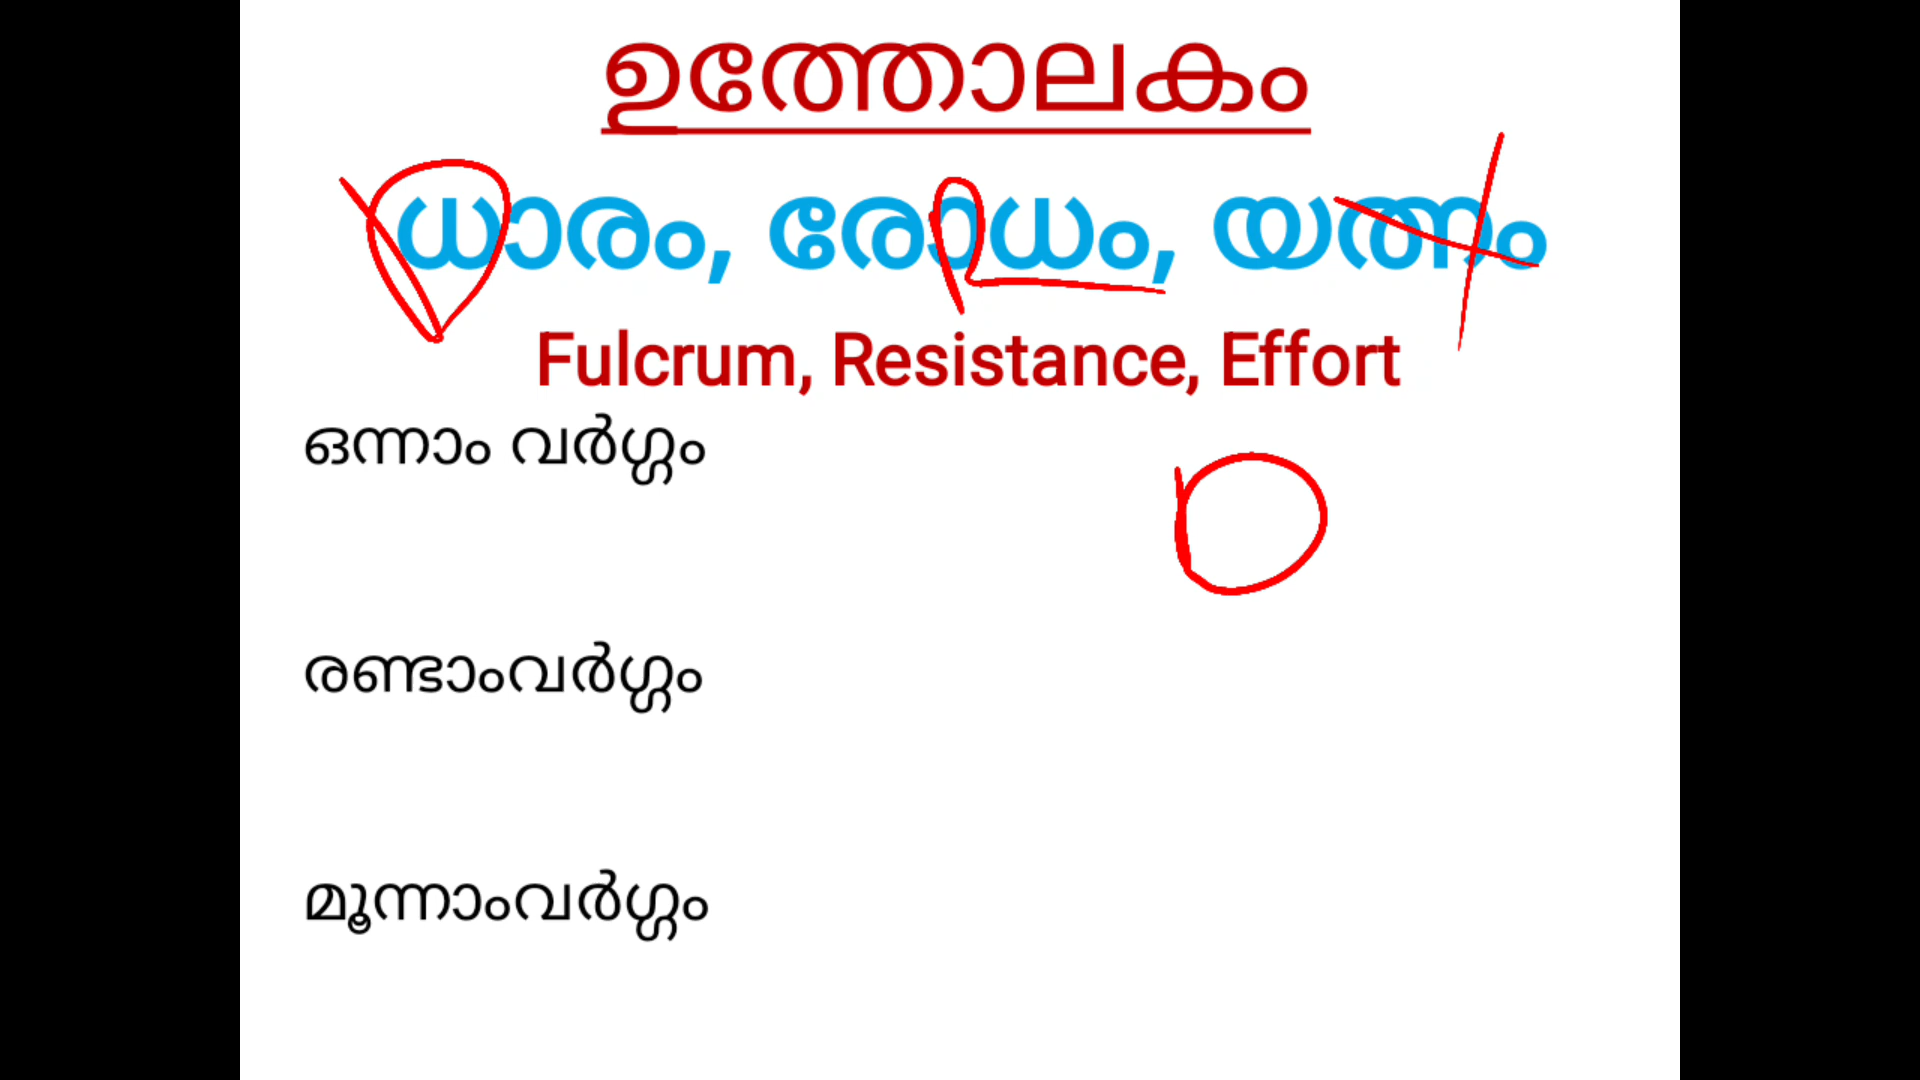 ഉത്തോലകം
ധാരം, രോധം, യത്നം
Fulcrum, Resistance, Effort
ഒന്നാം വർഗ്ഗം
രണ്ടാംവർഗ്ഗം
മൂന്നാംവർഗ്ഗം